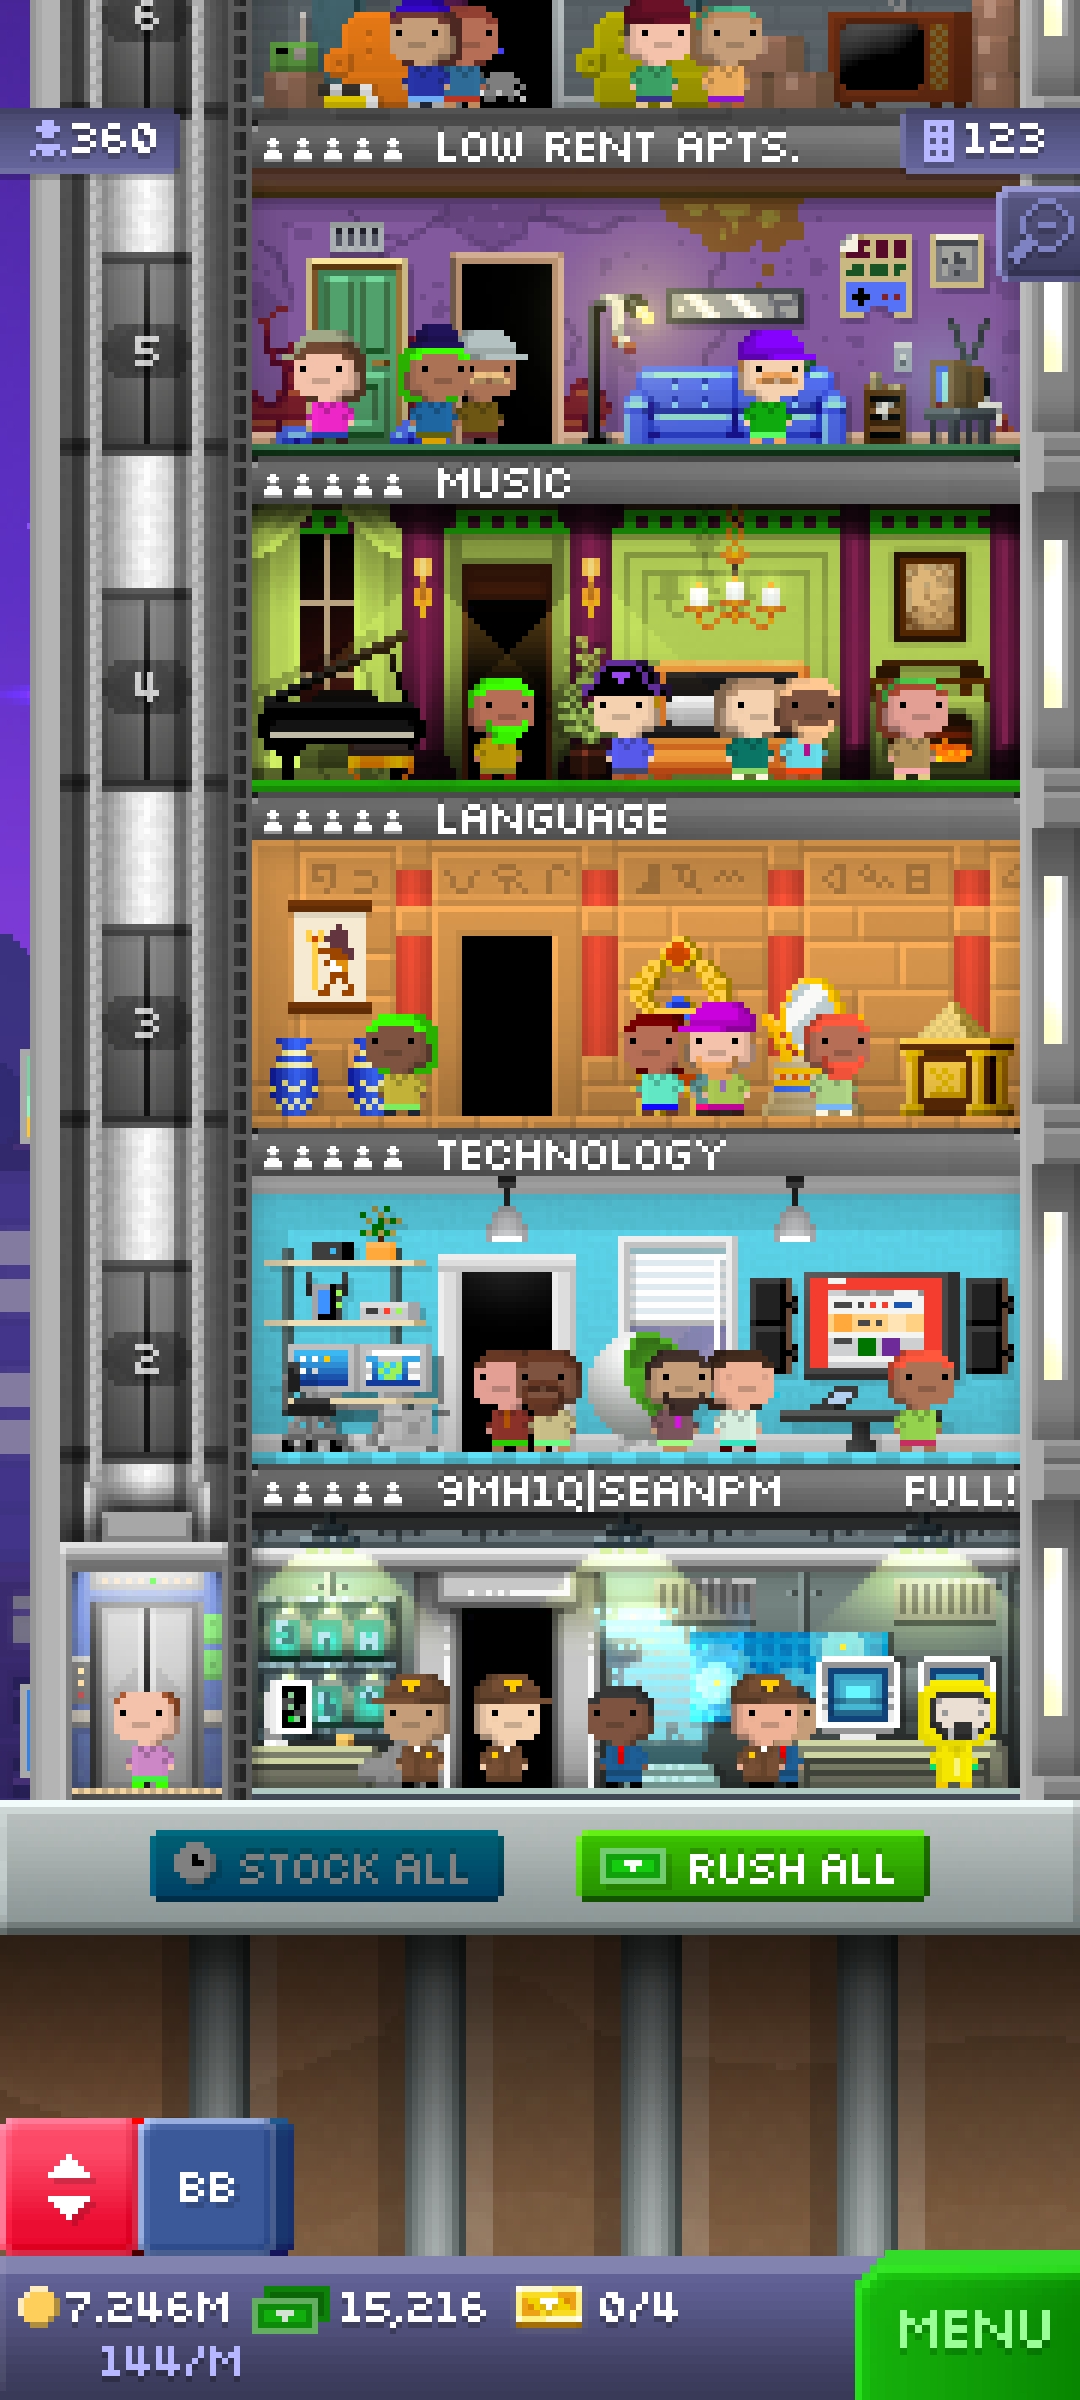 6
360
LOW RENT APTS.
123
5
MUSIC
4
LANGUAGE
3
TECHNOLOGY
2
9MH1Q|SEANPM FULL!
STOCK ALL
RUSH ALL
BB
7.246M 15,216 0/4
144/M
MENU